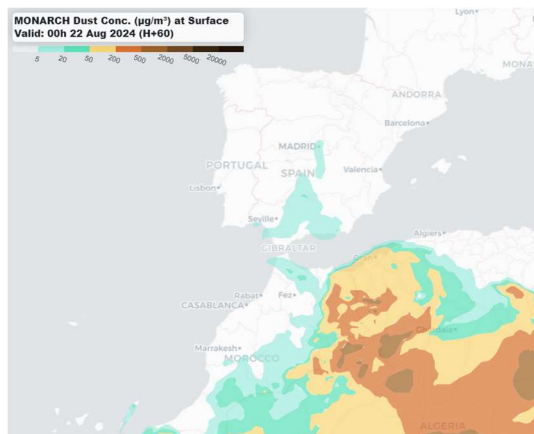 MONARCH Dust Conc. (µg/m³) at Surface
Valid: 00h 22 Aug 2024 (H+60)
5 20 50 200 500 2000 5000 20000
Lyon
MONA
ANDORRA
Barcelona
MADRID
PORTUGAL
SPAIN
Valencia
Lisbon
Seville
Algiers
GIBRALTAR
Oran
Rabat
Fez
CASABLANCA
Ghardaia
Marrakesh
MOROCCO
ALGERIA